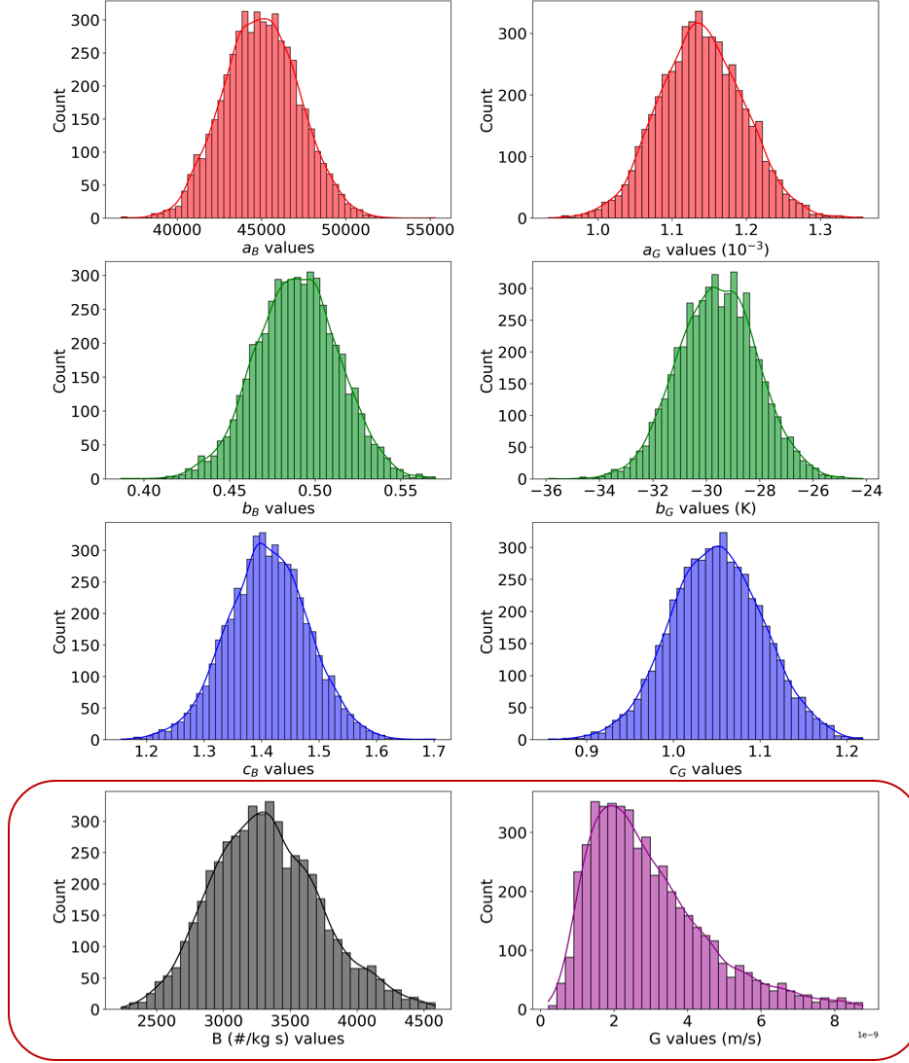 300
250
200
150
100
50
0
Count
40000 45000 50000 55000
a_B values
300
200
100
0
Count
1.0 1.1 1.2 1.3
a_G values (10⁻³)
300
250
200
150
100
50
0
Count
0.40 0.45 0.50 0.55
b_B values
300
250
200
150
100
50
0
Count
−36 −34 −32 −30 −28 −26 −24
b_G values (K)
300
250
200
150
100
50
0
Count
1.2 1.3 1.4 1.5 1.6 1.7
c_B values
300
250
200
150
100
50
0
Count
0.9 1.0 1.1 1.2
c_G values
300
250
200
150
100
50
0
Count
2500 3000 3500 4000 4500
B (#/kg s) values
300
200
100
0
Count
0 2 4 6 8
G values (m/s)
1e-9